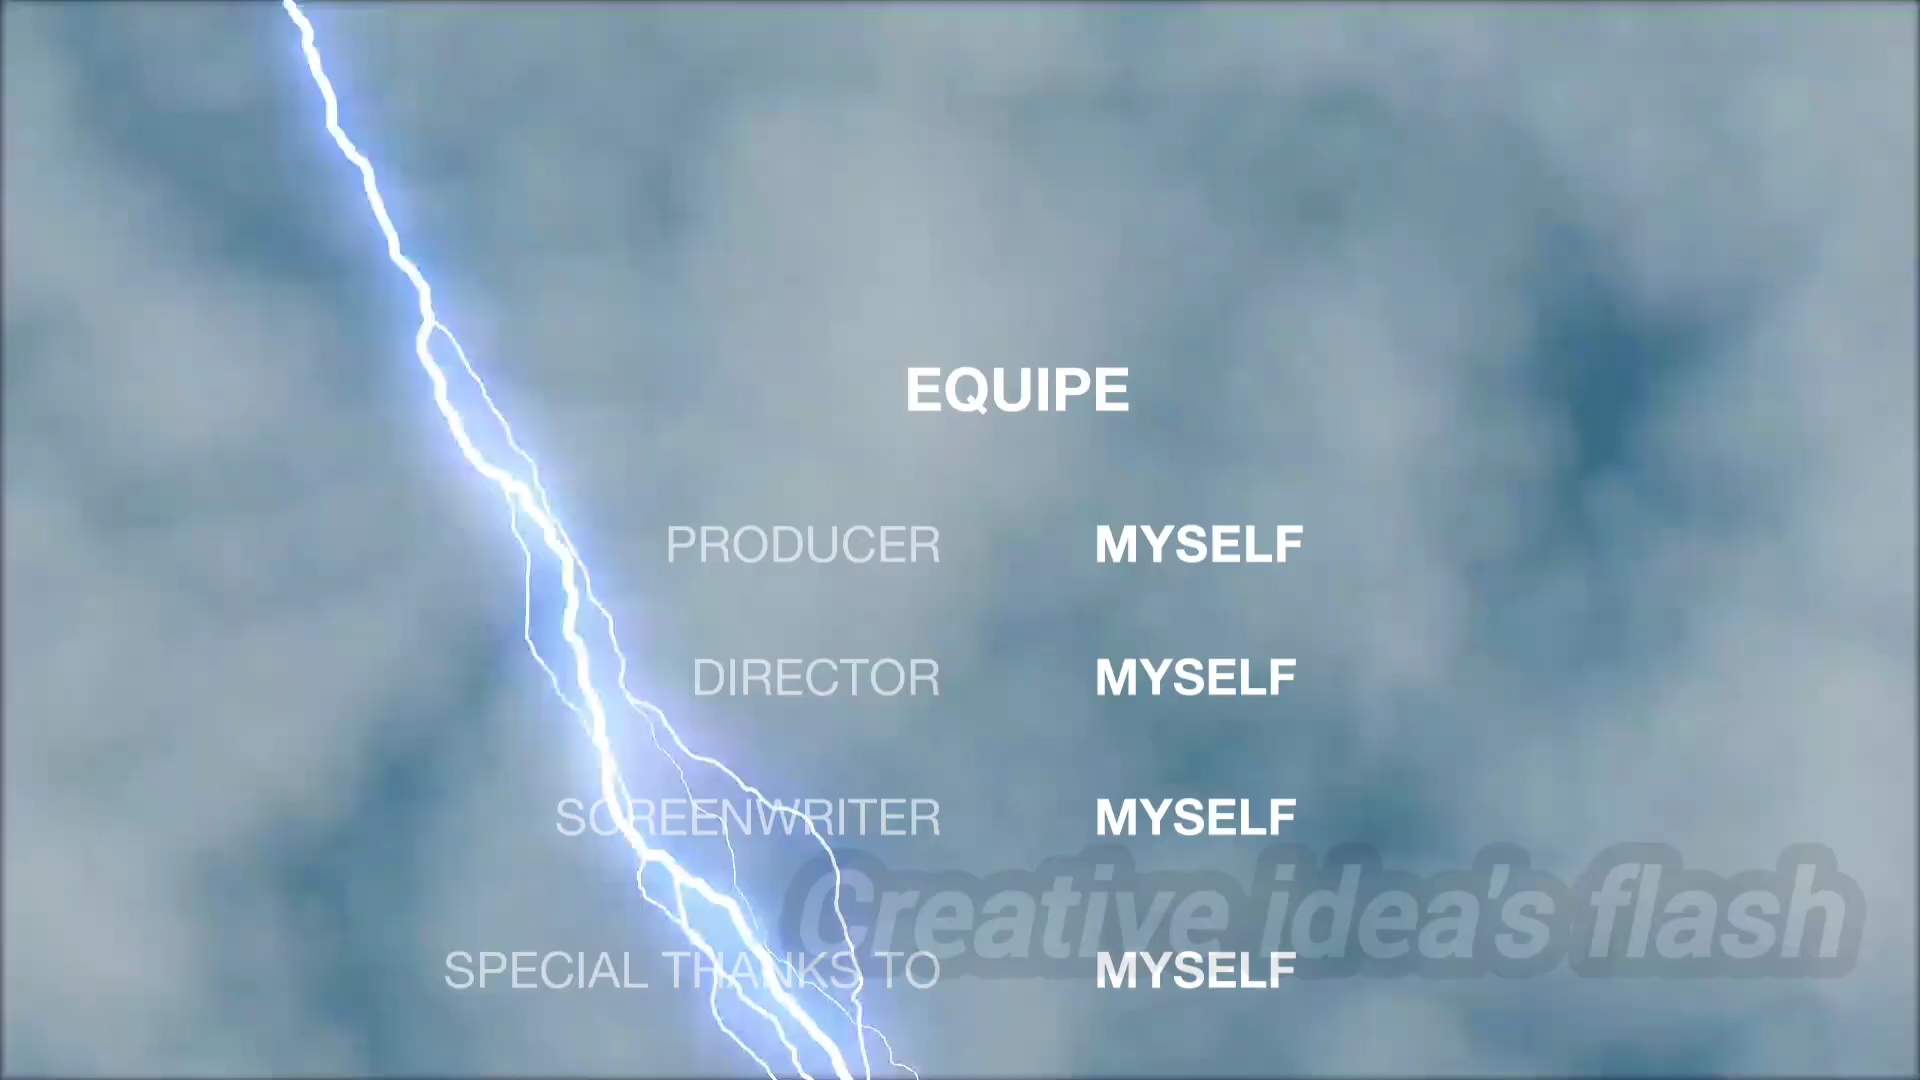 EQUIPE
PRODUCER MYSELF
DIRECTOR MYSELF
SCREENWRITER MYSELF
Creative idea's flash
SPECIAL THANKS TO MYSELF